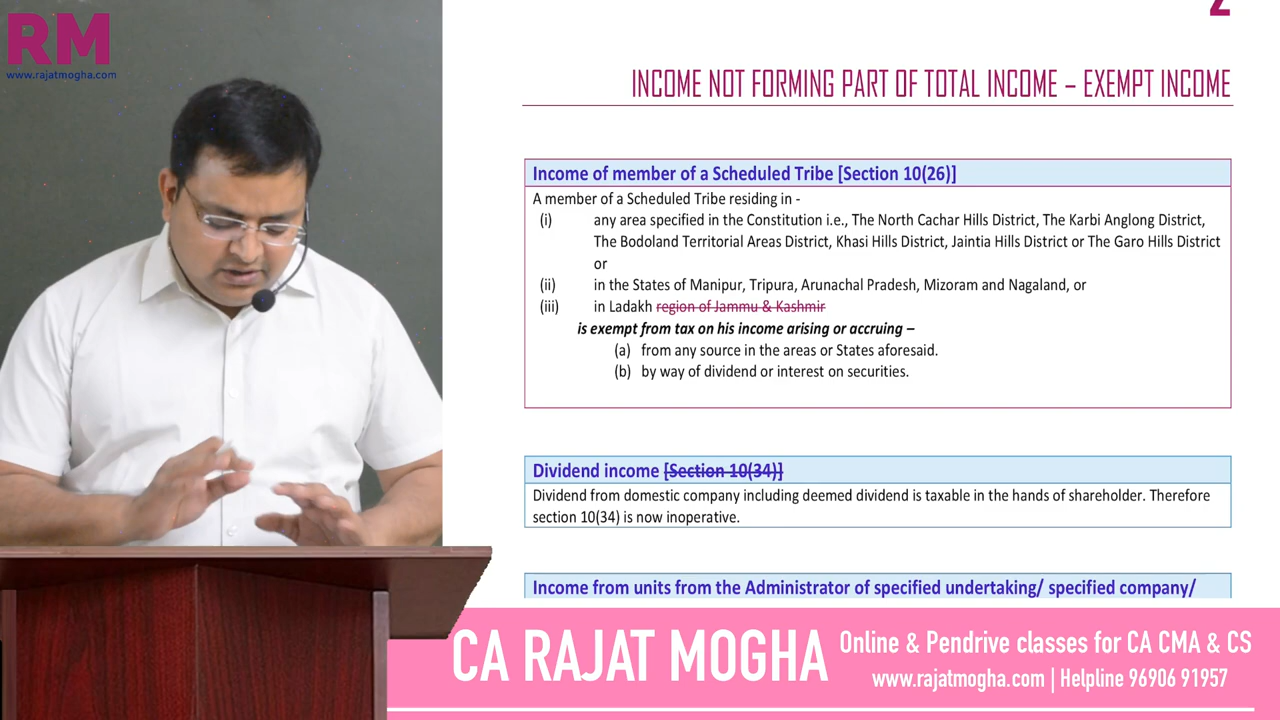 RM
www.rajatmogha.com
2
INCOME NOT FORMING PART OF TOTAL INCOME – EXEMPT INCOME
Income of member of a Scheduled Tribe [Section 10(26)]
A member of a Scheduled Tribe residing in -
(i) any area specified in the Constitution i.e., The North Cachar Hills District, The Karbi Anglong District,
The Bodoland Territorial Areas District, Khasi Hills District, Jaintia Hills District or The Garo Hills District
or
(ii) in the States of Manipur, Tripura, Arunachal Pradesh, Mizoram and Nagaland, or
(iii) in Ladakh region of Jammu & Kashmir
is exempt from tax on his income arising or accruing –
(a) from any source in the areas or States aforesaid.
(b) by way of dividend or interest on securities.
Dividend income [Section 10(34)]
Dividend from domestic company including deemed dividend is taxable in the hands of shareholder. Therefore
section 10(34) is now inoperative.
Income from units from the Administrator of specified undertaking/ specified company/
CA RAJAT MOGHA
Online & Pendrive classes for CA CMA & CS
www.rajatmogha.com | Helpline 96906 91957